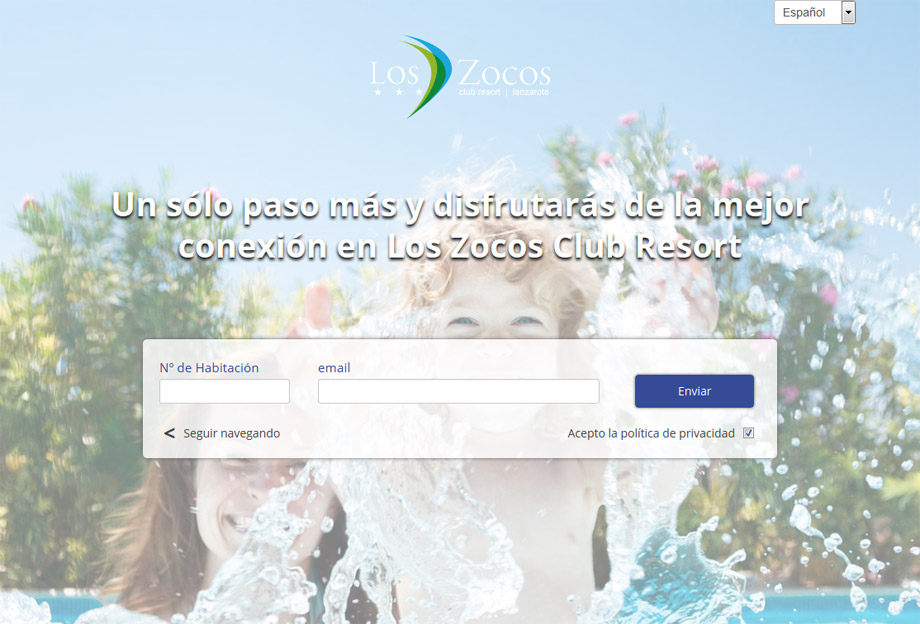 Español
Los Zocos
★ ★ ★ club resort | lanzarote
Un sólo paso más y disfrutarás de la mejor
conexión en Los Zocos Club Resort
Nº de Habitación email
Enviar
< Seguir navegando Acepto la política de privacidad